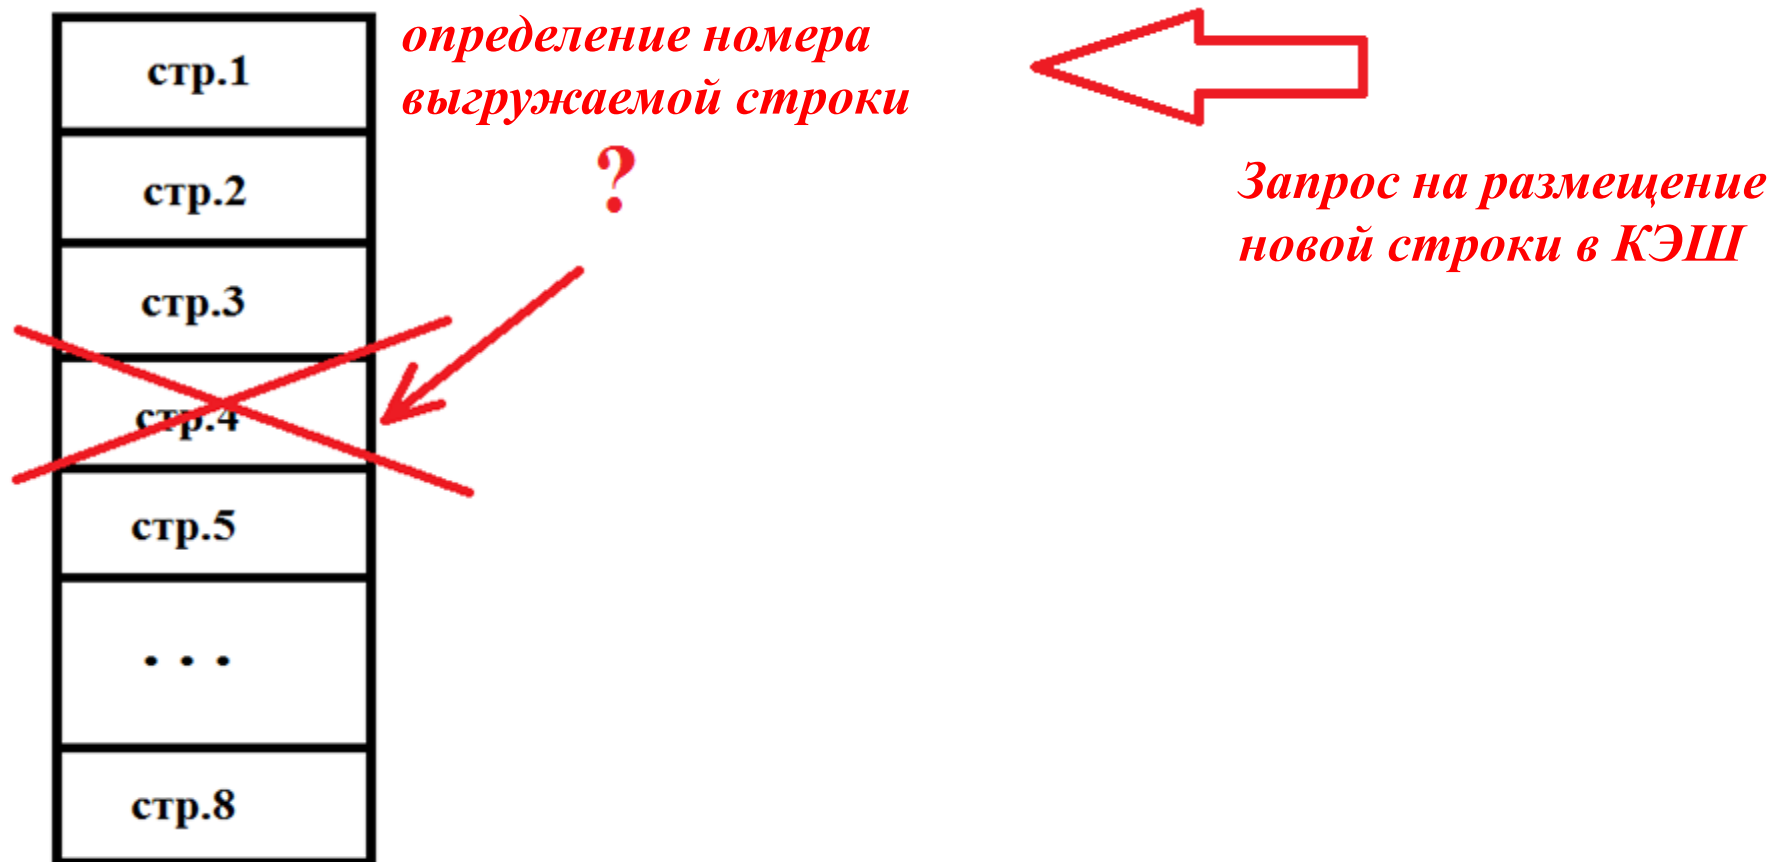 стр.1
стр.2
стр.3
стр.4
стр.5
. . .
стр.8
определение номера
выгружаемой строки
?
Запрос на размещение
новой строки в КЭШ